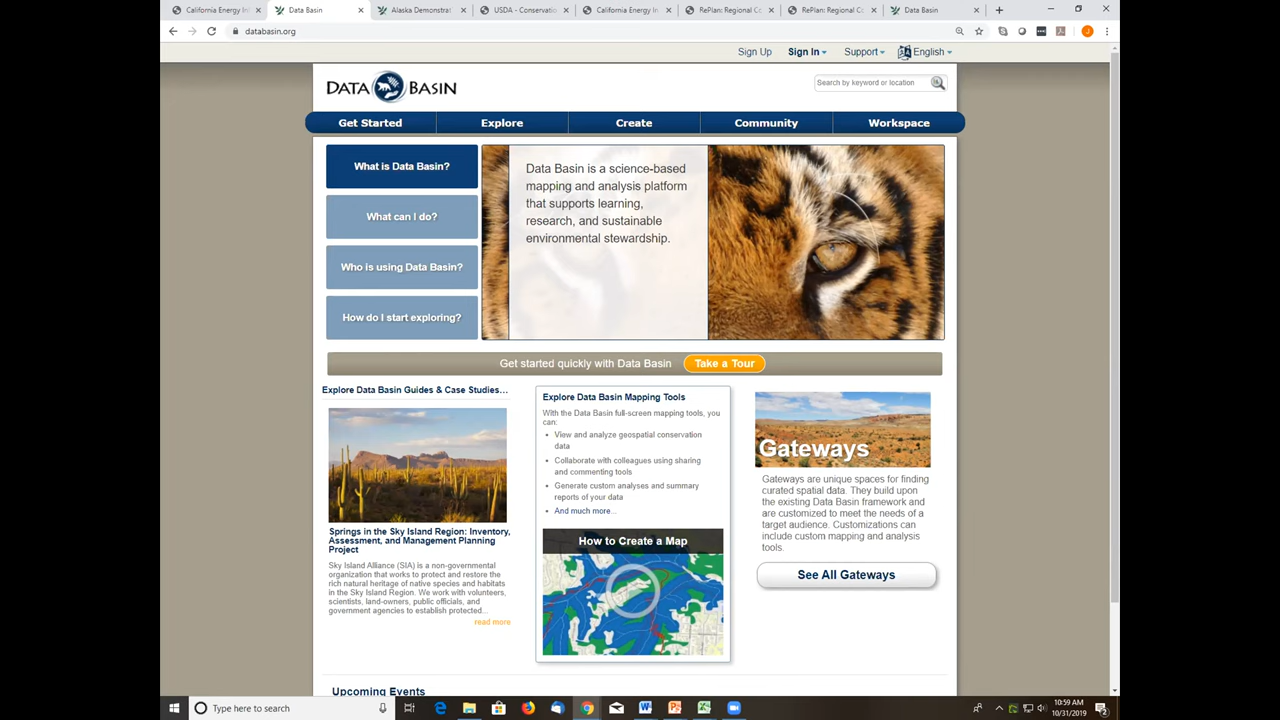 California Energy In
Data Basin
Alaska Demonstrat
USDA - Conservatio
California Energy In
RePlan: Regional Co
RePlan: Regional Co
Data Basin
databasin.org
Sign Up
Sign In
Support
English
DATA BASIN
Search by keyword or location
Get Started
Explore
Create
Community
Workspace
What is Data Basin?
What can I do?
Who is using Data Basin?
How do I start exploring?
Data Basin is a science-based
mapping and analysis platform
that supports learning,
research, and sustainable
environmental stewardship.
Get started quickly with Data Basin
Take a Tour
Explore Data Basin Guides & Case Studies...
Springs in the Sky Island Region: Inventory,
Assessment, and Management Planning
Project
Sky Island Alliance (SIA) is a non-governmental
organization that works to protect and restore the
rich natural heritage of native species and habitats
in the Sky Island Region. We work with volunteers,
scientists, land-owners, public officials, and
government agencies to establish protected...
read more
Explore Data Basin Mapping Tools
With the Data Basin full-screen mapping tools, you
can:
• View and analyze geospatial conservation
data
• Collaborate with colleagues using sharing
and commenting tools
• Generate custom analyses and summary
reports of your data
• And much more...
How to Create a Map
Gateways
Gateways are unique spaces for finding
curated spatial data. They build upon
the existing Data Basin framework and
are customized to meet the needs of a
target audience. Customizations can
include custom mapping and analysis
tools.
See All Gateways
Upcoming Events
Type here to search
10:59 AM
10/31/2019